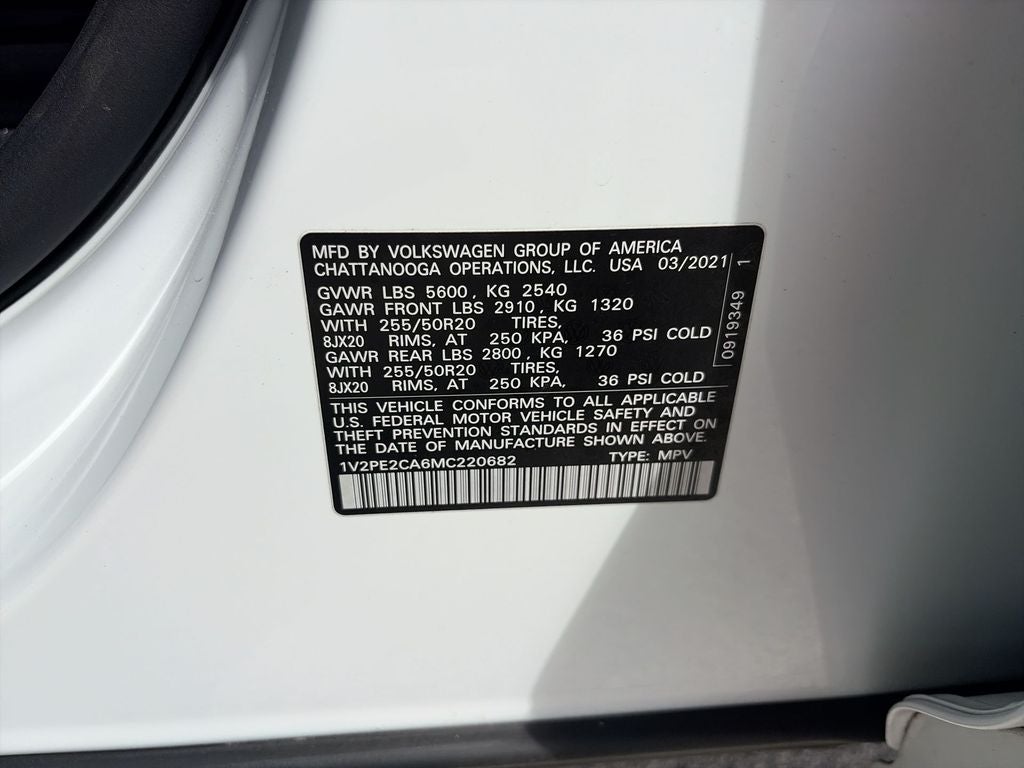 MFD BY VOLKSWAGEN GROUP OF AMERICA
CHATTANOOGA OPERATIONS, LLC. USA 03/2021
GVWR LBS 5600, KG 2540
GAWR FRONT LBS 2910, KG 1320
WITH 255/50R20 TIRES,
8JX20 RIMS, AT 250 KPA, 36 PSI COLD
GAWR REAR LBS 2800, KG 1270
WITH 255/50R20 TIRES,
8JX20 RIMS, AT 250 KPA, 36 PSI COLD
0919349 1
THIS VEHICLE CONFORMS TO ALL APPLICABLE
U.S. FEDERAL MOTOR VEHICLE SAFETY AND
THEFT PREVENTION STANDARDS IN EFFECT ON
THE DATE OF MANUFACTURE SHOWN ABOVE.
1V2PE2CA6MC220682 TYPE: MPV